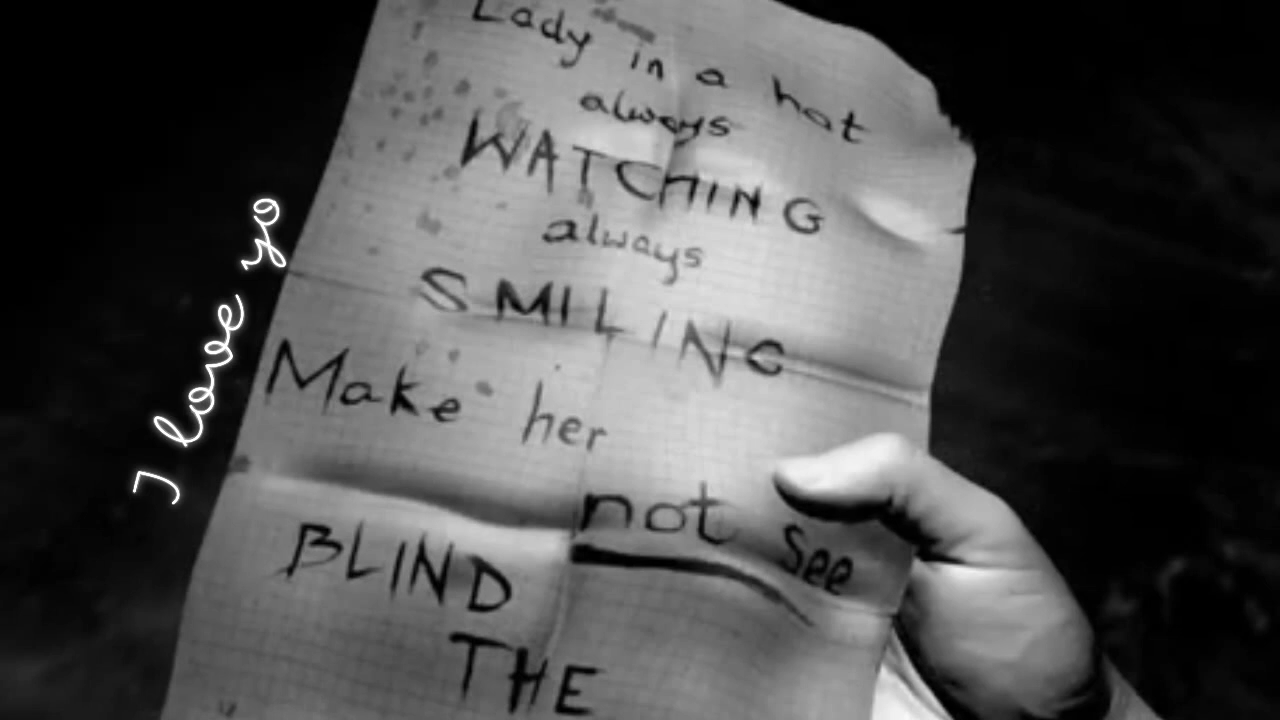 Lady in a hat
always
WATCHING
always
SMILING
Make her
not see
BLIND
THE
I love yo